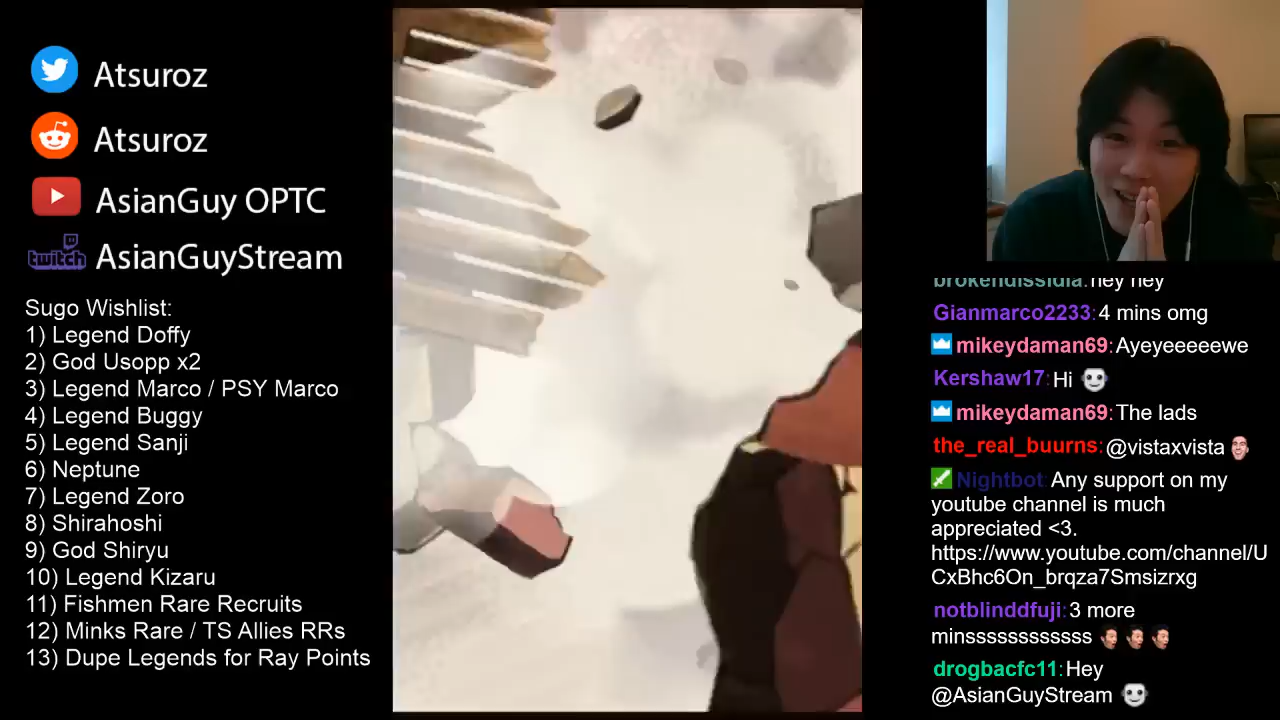 Atsuroz
Atsuroz
AsianGuy OPTC
twitch AsianGuyStream
Sugo Wishlist:
1) Legend Doffy
2) God Usopp x2
3) Legend Marco / PSY Marco
4) Legend Buggy
5) Legend Sanji
6) Neptune
7) Legend Zoro
8) Shirahoshi
9) God Shiryu
10) Legend Kizaru
11) Fishmen Rare Recruits
12) Minks Rare / TS Allies RRs
13) Dupe Legends for Ray Points
brokendissidia: hey hey
Gianmarco2233: 4 mins omg
mikeydaman69: Ayeyeeeeewe
Kershaw17: Hi
mikeydaman69: The lads
the_real_buurns: @vistaxvista
Nightbot: Any support on my
youtube channel is much
appreciated <3.
https://www.youtube.com/channel/U
CxBhc6On_brqza7Smsizrxg
notblinddfuji: 3 more
minsssssssssss
drogbacfc11: Hey
@AsianGuyStream